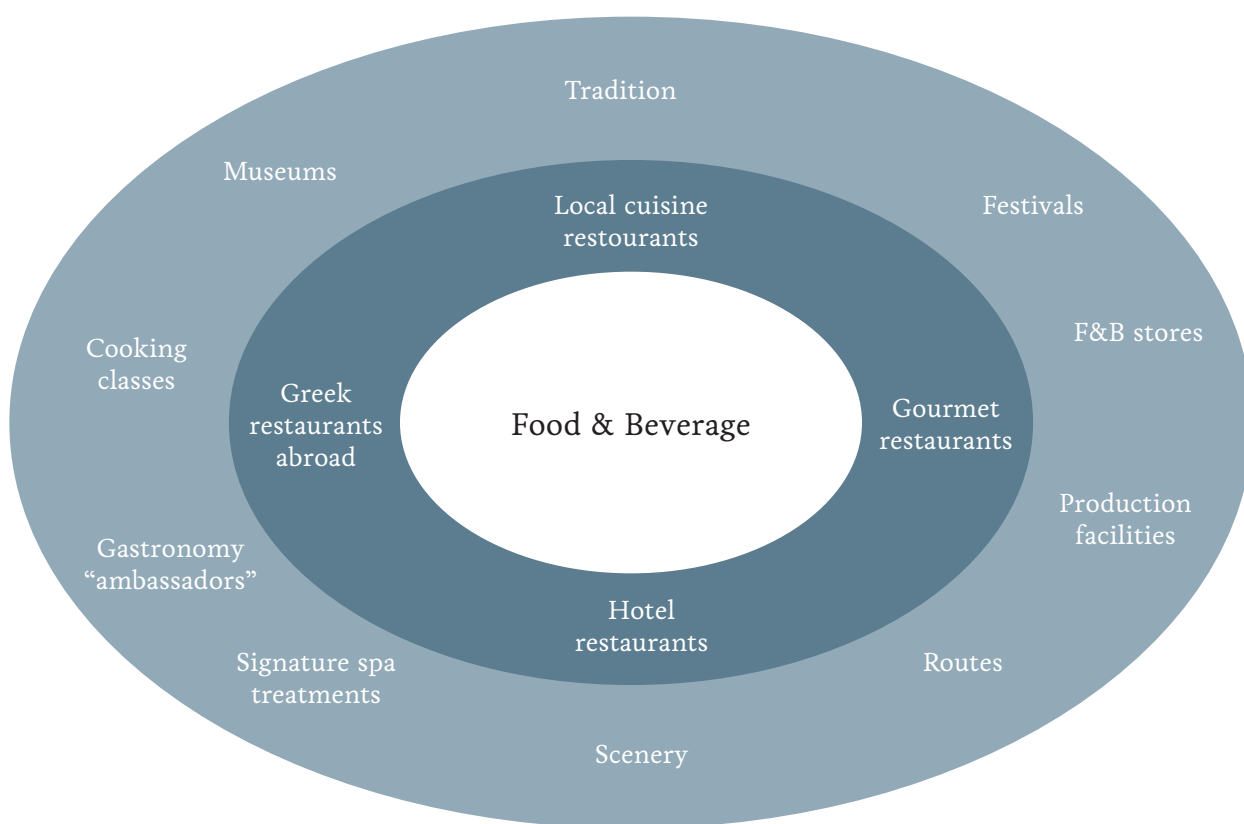 Tradition
Museums
Festivals
Local cuisine
restourants
F&B stores
Cooking
classes
Greek
restaurants
abroad
Food & Beverage
Gourmet
restaurants
Production
facilities
Gastronomy
“ambassadors”
Hotel
restaurants
Signature spa
treatments
Routes
Scenery